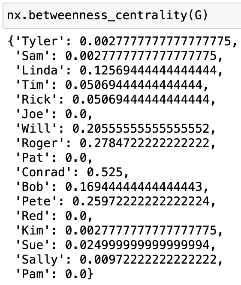 nx.betweenness_centrality(G)
{'Tyler': 0.0027777777777777775,
'Sam': 0.0027777777777777775,
'Linda': 0.12569444444444444,
'Tim': 0.05069444444444444,
'Rick': 0.05069444444444444,
'Joe': 0.0,
'Will': 0.20555555555555552,
'Roger': 0.2784722222222222,
'Pat': 0.0,
'Conrad': 0.525,
'Bob': 0.16944444444444443,
'Pete': 0.25972222222222224,
'Red': 0.0,
'Kim': 0.0027777777777777775,
'Sue': 0.024999999999999994,
'Sally': 0.00972222222222222,
'Pam': 0.0}